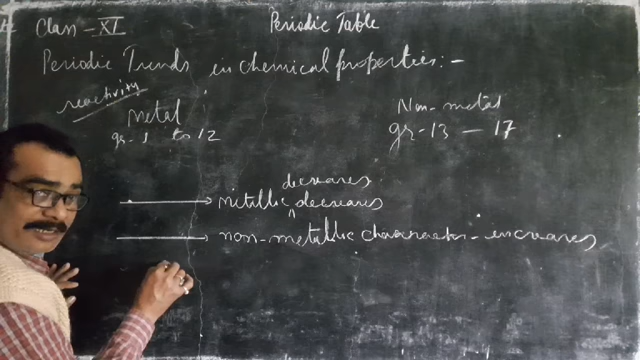 Class - XI
Periodic Table
Periodic Trends in chemical properties: -
reactivity
metal
gr-1 to 12
Non-metal
gr-13 - 17
decreases
metallic ^ decreases
non-metallic character - increases